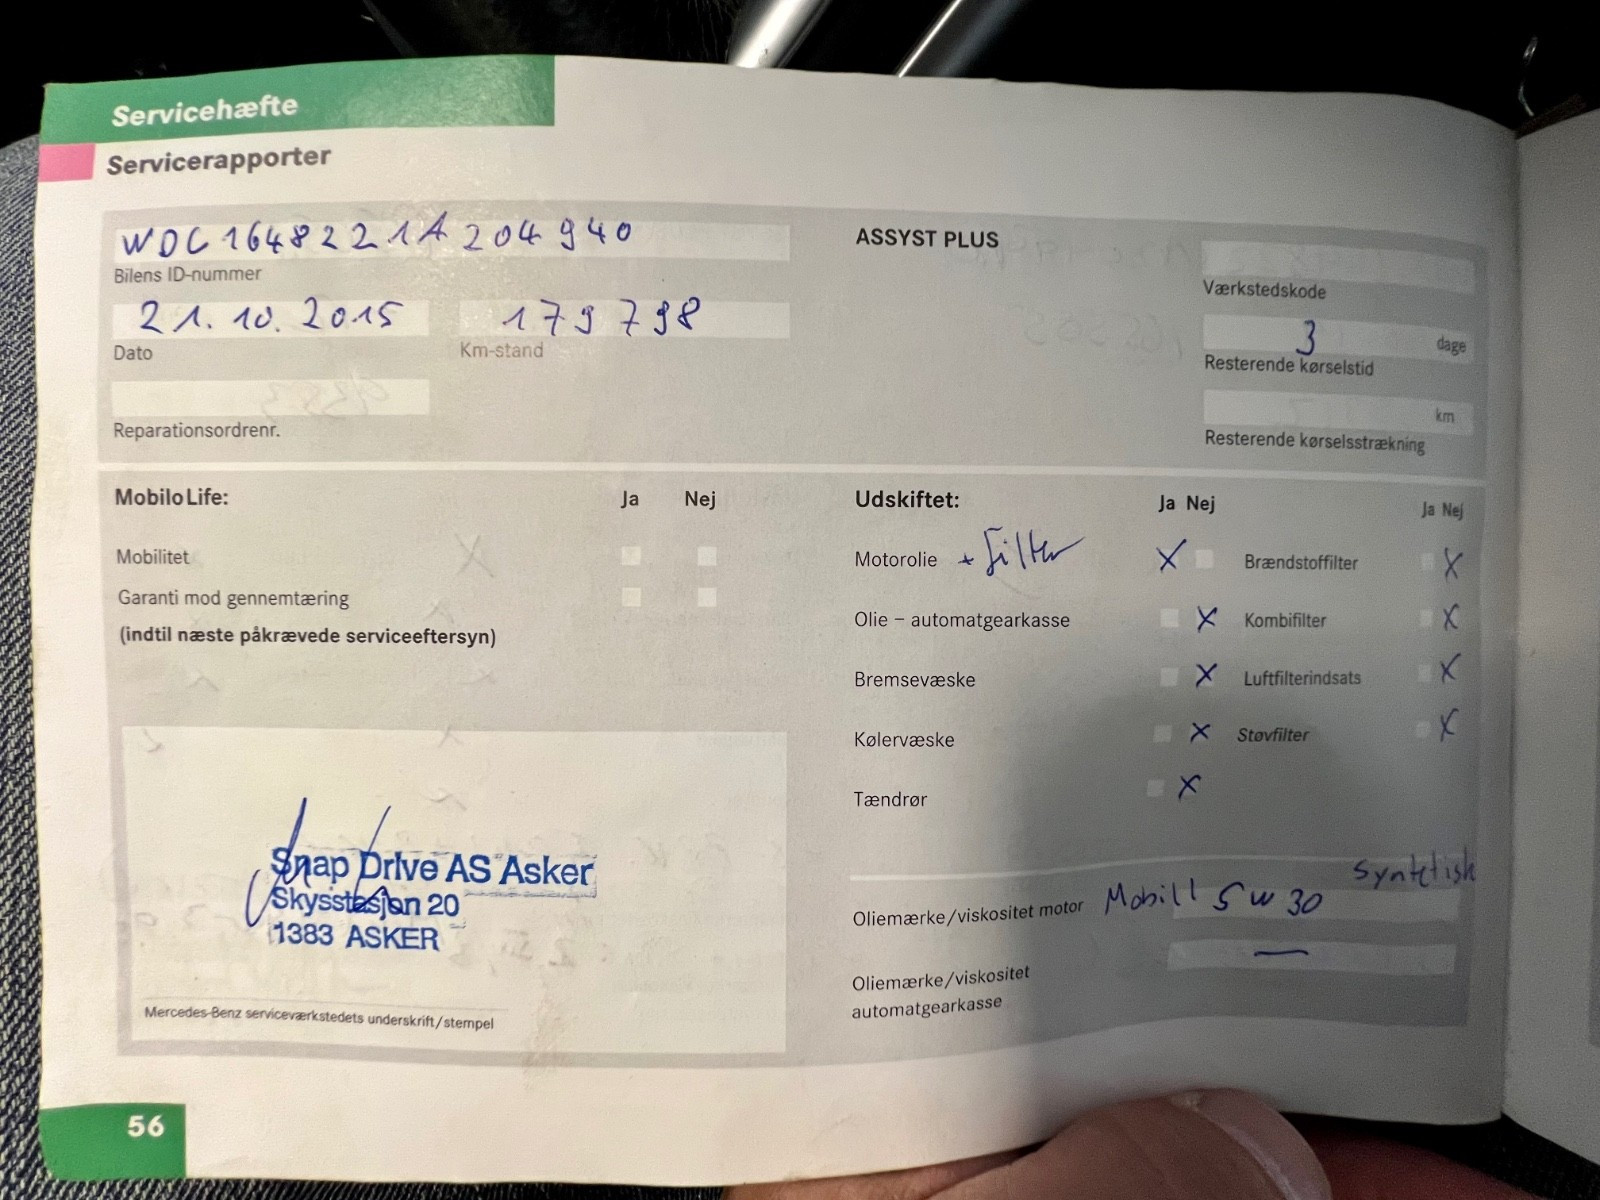 Servicehæfte
Servicerapporter
WDC1648221A204940
Bilens ID-nummer
21.10.2015
Dato
179798
Km-stand
Reparationsordrenr.
ASSYST PLUS
Værkstedskode
3 dage
Resterende kørselstid
km
Resterende kørselsstrækning
MobiloLife: Ja Nej
Mobilitet
Garanti mod gennemtæring
(indtil næste påkrævede serviceeftersyn)
Snap Drive AS Asker
Skysstasjon 20
1383 ASKER
Mercedes-Benz serviceværkstedets underskrift/stempel
Udskiftet: Ja Nej Ja Nej
Motorolie + Filter X Brændstoffilter X
Olie – automatgearkasse X Kombifilter X
Bremsevæske X Luftfilterindsats X
Kølervæske X Støvfilter X
Tændrør X
Syntetisk
Oliemærke/viskositet motor Mobill 5w30
Oliemærke/viskositet —
automatgearkasse
56